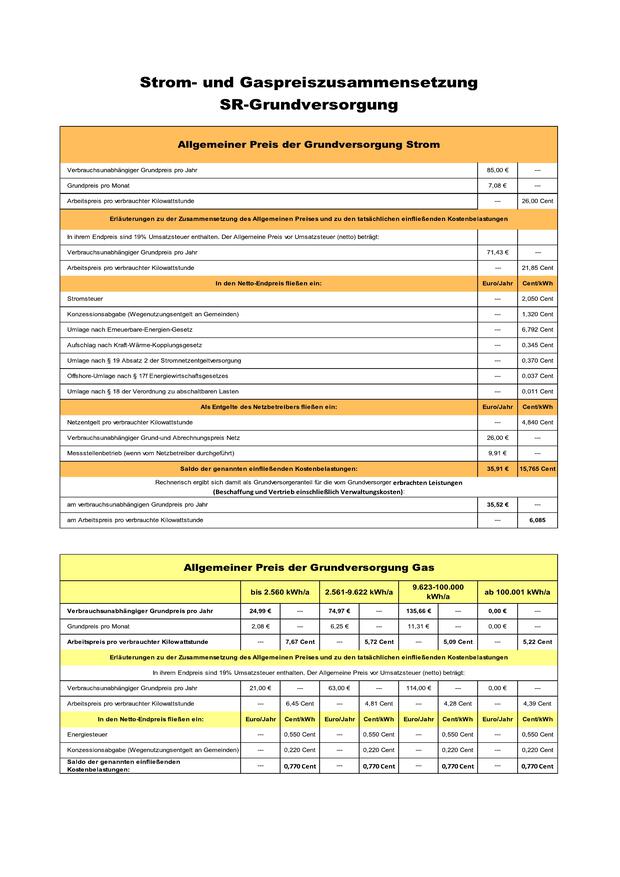 Strom- und Gaspreiszusammensetzung
SR-Grundversorgung
Allgemeiner Preis der Grundversorgung Strom
Verbrauchsunabhängiger Grundpreis pro Jahr 85,00 € ---
Grundpreis pro Monat 7,08 € ---
Arbeitspreis pro verbrauchter Kilowattstunde --- 26,00 Cent
Erläuterungen zu der Zusammensetzung des Allgemeinen Preises und zu den tatsächlichen einfließenden Kostenbelastungen
In ihrem Endpreis sind 19% Umsatzsteuer enthalten. Der Allgemeine Preis vor Umsatzsteuer (netto) beträgt:
Verbrauchsunabhängiger Grundpreis pro Jahr 71,43 € ---
Arbeitspreis pro verbrauchter Kilowattstunde --- 21,85 Cent
In den Netto-Endpreis fließen ein: Euro/Jahr Cent/kWh
Stromsteuer --- 2,050 Cent
Konzessionsabgabe (Wegenutzungsentgelt an Gemeinden) --- 1,320 Cent
Umlage nach Erneuerbare-Energien-Gesetz --- 6,792 Cent
Aufschlag nach Kraft-Wärme-Kopplungsgesetz --- 0,345 Cent
Umlage nach § 19 Absatz 2 der Stromnetzentgeltversorgung --- 0,370 Cent
Offshore-Umlage nach § 17f Energiewirtschaftsgesetzes --- 0,037 Cent
Umlage nach § 18 der Verordnung zu abschaltbaren Lasten --- 0,011 Cent
Als Entgelte des Netzbetreibers fließen ein: Euro/Jahr Cent/kWh
Netzentgelt pro verbrauchter Kilowattstunde --- 4,840 Cent
Verbrauchsunabhängiger Grund-und Abrechnungspreis Netz 26,00 € ---
Messstellenbetrieb (wenn vom Netzbetreiber durchgeführt) 9,91 € ---
Saldo der genannten einfließenden Kostenbelastungen: 35,91 € 15,765 Cent
Rechnerisch ergibt sich damit als Grundversorgeranteil für die vom Grundversorger erbrachten Leistungen
(Beschaffung und Vertrieb einschließlich Verwaltungskosten):
am verbrauchsunabhängigen Grundpreis pro Jahr 35,52 € ---
am Arbeitspreis pro verbrauchte Kilowattstunde --- 6,085
Allgemeiner Preis der Grundversorgung Gas
bis 2.560 kWh/a 2.561-9.622 kWh/a 9.623-100.000 kWh/a ab 100.001 kWh/a
Verbrauchsunabhängiger Grundpreis pro Jahr 24,99 € --- 74,97 € --- 135,66 € --- 0,00 € ---
Grundpreis pro Monat 2,08 € --- 6,25 € --- 11,31 € --- 0,00 € ---
Arbeitspreis pro verbrauchter Kilowattstunde --- 7,67 Cent --- 5,72 Cent --- 5,09 Cent --- 5,22 Cent
Erläuterungen zu der Zusammensetzung des Allgemeinen Preises und zu den tatsächlichen einfließenden Kostenbelastungen
In ihrem Endpreis sind 19% Umsatzsteuer enthalten. Der Allgemeine Preis vor Umsatzsteuer (netto) beträgt:
Verbrauchsunabhängiger Grundpreis pro Jahr 21,00 € --- 63,00 € --- 114,00 € --- 0,00 € ---
Arbeitspreis pro verbrauchter Kilowattstunde --- 6,45 Cent --- 4,81 Cent --- 4,28 Cent --- 4,39 Cent
In den Netto-Endpreis fließen ein: Euro/Jahr Cent/kWh Euro/Jahr Cent/kWh Euro/Jahr Cent/kWh Euro/Jahr Cent/kWh
Energiesteuer --- 0,550 Cent --- 0,550 Cent --- 0,550 Cent --- 0,550 Cent
Konzessionsabgabe (Wegenutzungsentgelt an Gemeinden) --- 0,220 Cent --- 0,220 Cent --- 0,220 Cent --- 0,220 Cent
Saldo der genannten einfließenden
Kostenbelastungen: --- 0,770 Cent --- 0,770 Cent --- 0,770 Cent --- 0,770 Cent